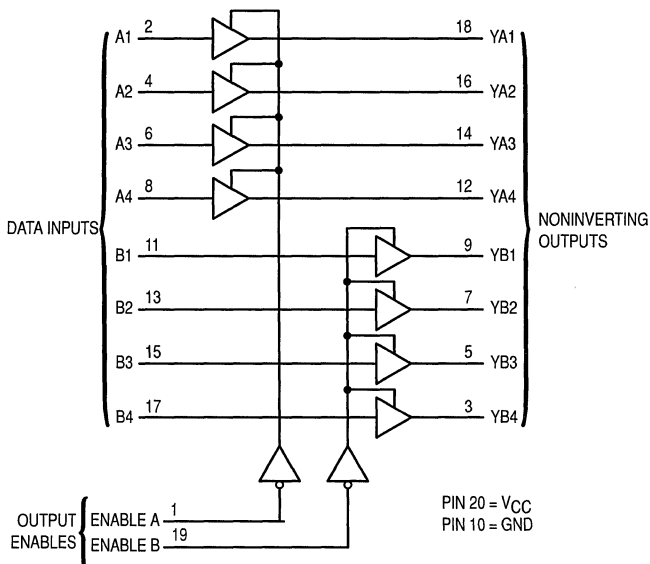 A1 2 18 YA1
A2 4 16 YA2
A3 6 14 YA3
A4 8 12 YA4
DATA INPUTS
NONINVERTING
OUTPUTS
B1 11 9 YB1
B2 13 7 YB2
B3 15 5 YB3
B4 17 3 YB4
OUTPUT
ENABLES
ENABLE A 1
ENABLE B 19
PIN 20 = VCC
PIN 10 = GND